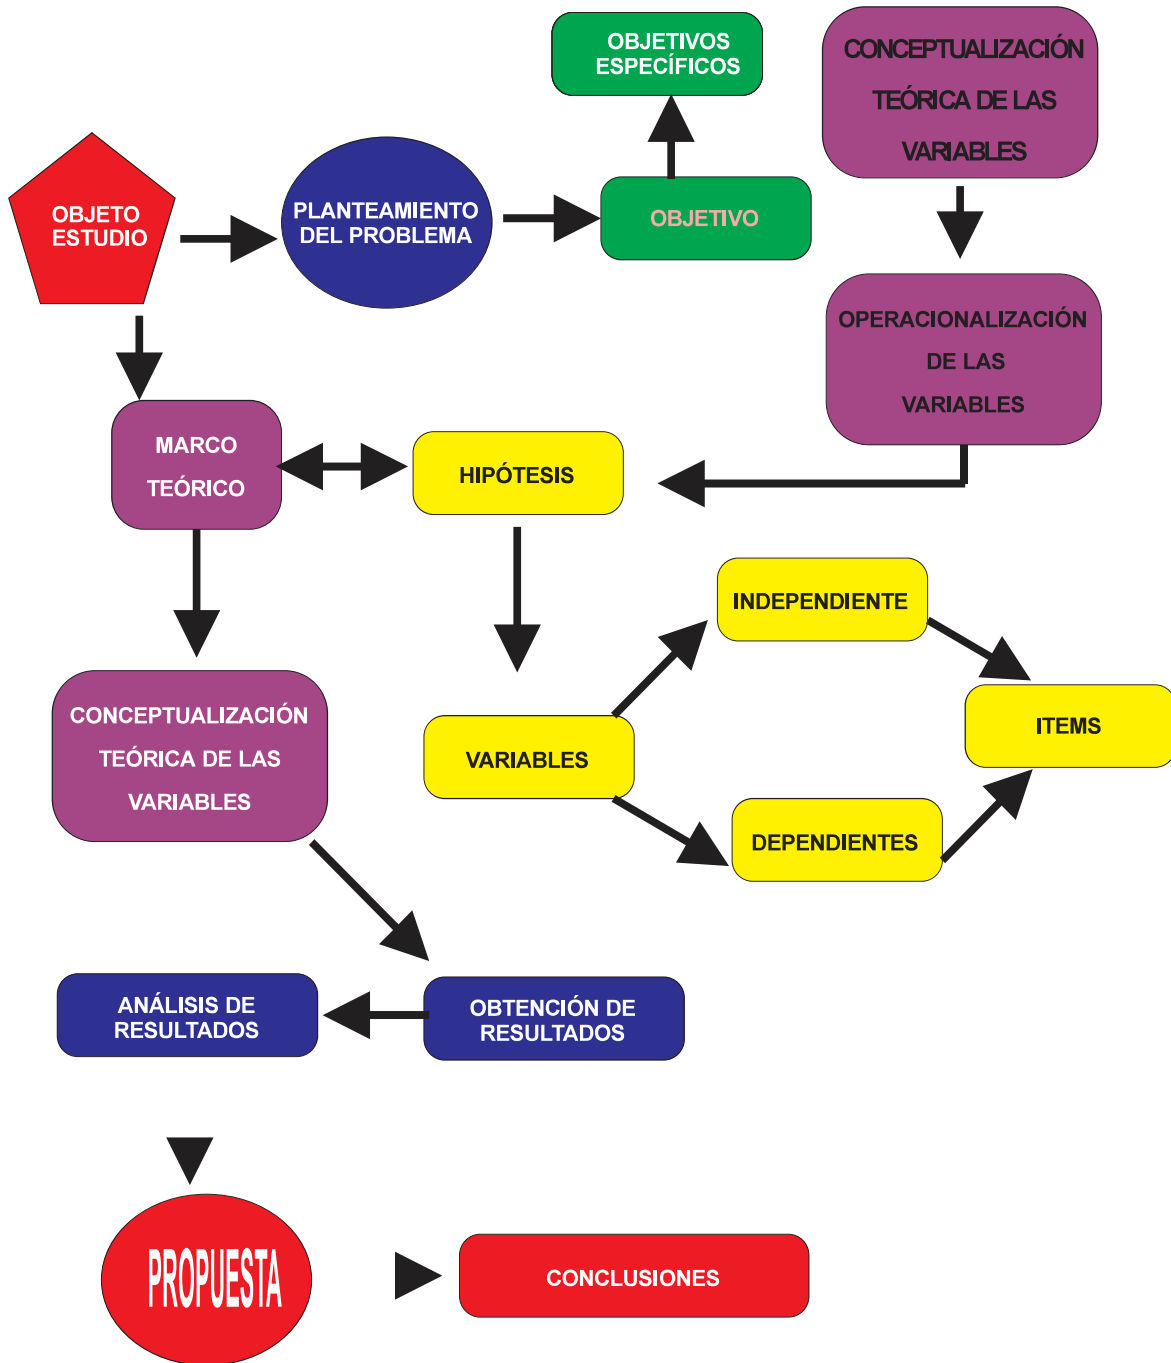 OBJETIVOS
ESPECÍFICOS
CONCEPTUALIZACIÓN
TEÓRICA DE LAS
VARIABLES
OBJETO
ESTUDIO
PLANTEAMIENTO
DEL PROBLEMA
OBJETIVO
OPERACIONALIZACIÓN
DE LAS
VARIABLES
MARCO
TEÓRICO
HIPÓTESIS
INDEPENDIENTE
CONCEPTUALIZACIÓN
TEÓRICA DE LAS
VARIABLES
VARIABLES
ITEMS
DEPENDIENTES
ANÁLISIS DE
RESULTADOS
OBTENCIÓN DE
RESULTADOS
PROPUESTA
CONCLUSIONES